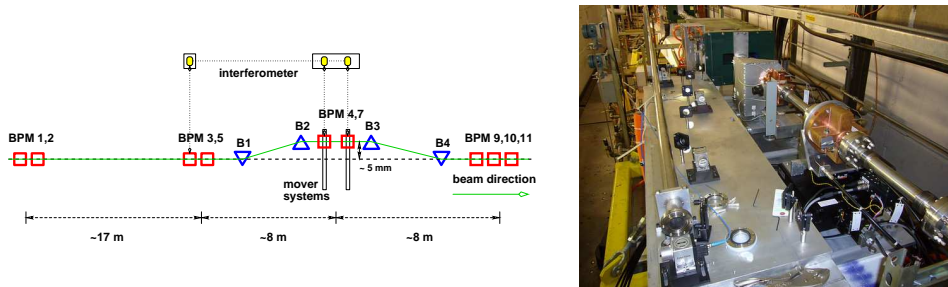 interferometer
BPM 4,7
B2
B3
BPM 1,2
BPM 3,5
B1
B4
BPM 9,10,11
~ 5 mm
mover
systems
beam direction
~17 m
~8 m
~8 m